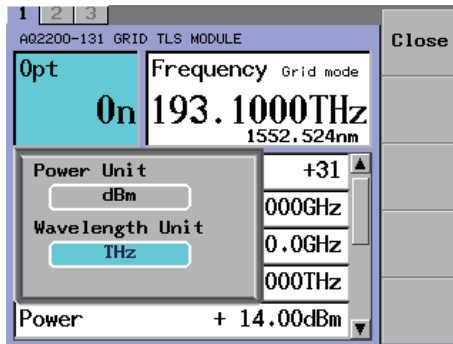 1 2 3
AQ2200-131 GRID TLS MODULE
Close
Opt
On
Frequency Grid mode
193.1000THz
1552.524nm
Power Unit
dBm
Wavelength Unit
THz
+31
000GHz
0.0GHz
000THz
Power + 14.00dBm